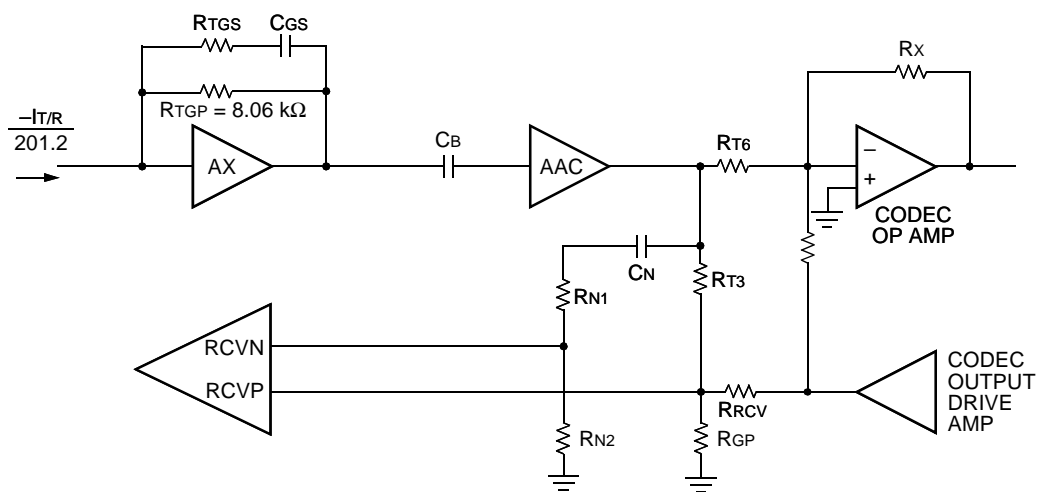 RTGS
CGS
RX
RTGP = 8.06 kΩ
–IT/R
201.2
AX
CB
AAC
RT6
–
+
CODEC
OP AMP
CN
RT3
RN1
RCVN
RCVP
RRCV
CODEC
OUTPUT
DRIVE
AMP
RN2
RGP